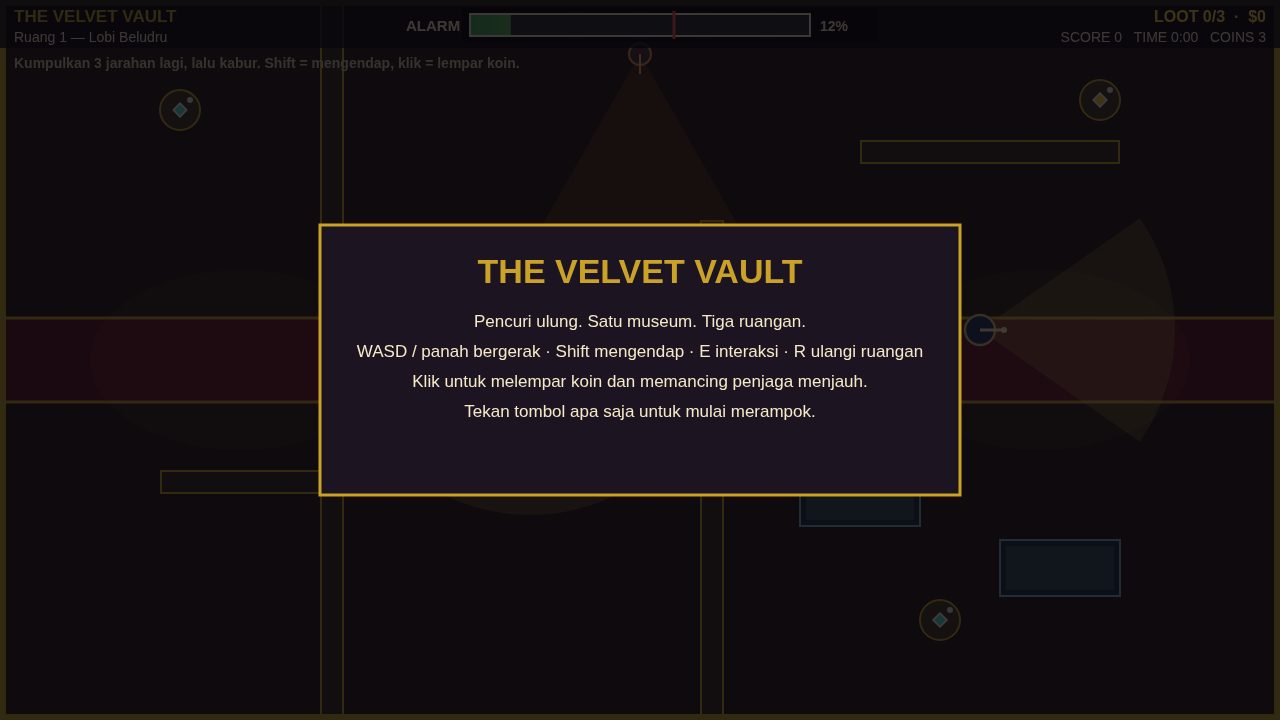 THE VELVET VAULT
Ruang 1 — Lobi Beludru
ALARM 12%
LOOT 0/3 · $0
SCORE 0 TIME 0:00 COINS 3
Kumpulkan 3 jarahan lagi, lalu kabur. Shift = mengendap, klik = lempar koin.
THE VELVET VAULT
Pencuri ulung. Satu museum. Tiga ruangan.
WASD / panah bergerak · Shift mengendap · E interaksi · R ulangi ruangan
Klik untuk melempar koin dan memancing penjaga menjauh.
Tekan tombol apa saja untuk mulai merampok.